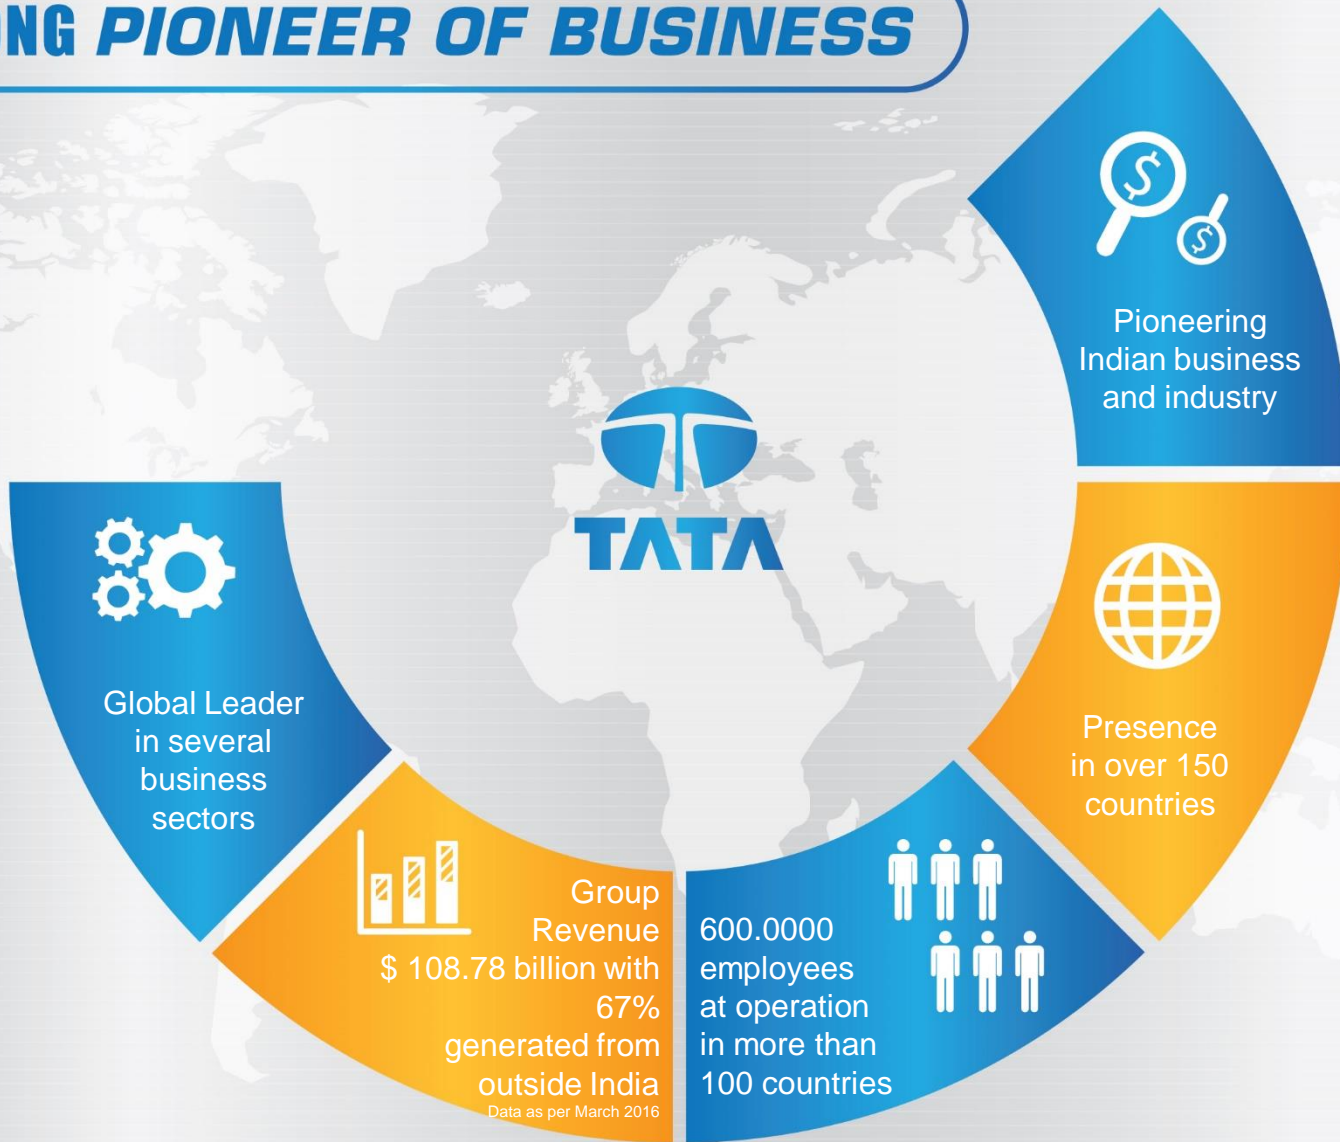 NG PIONEER OF BUSINESS
Pioneering
Indian business
and industry
TATA
Presence
in over 150
countries
Global Leader
in several
business
sectors
Group
Revenue
$ 108.78 billion with
67%
generated from
outside India
Data as per March 2016
600.0000
employees
at operation
in more than
100 countries